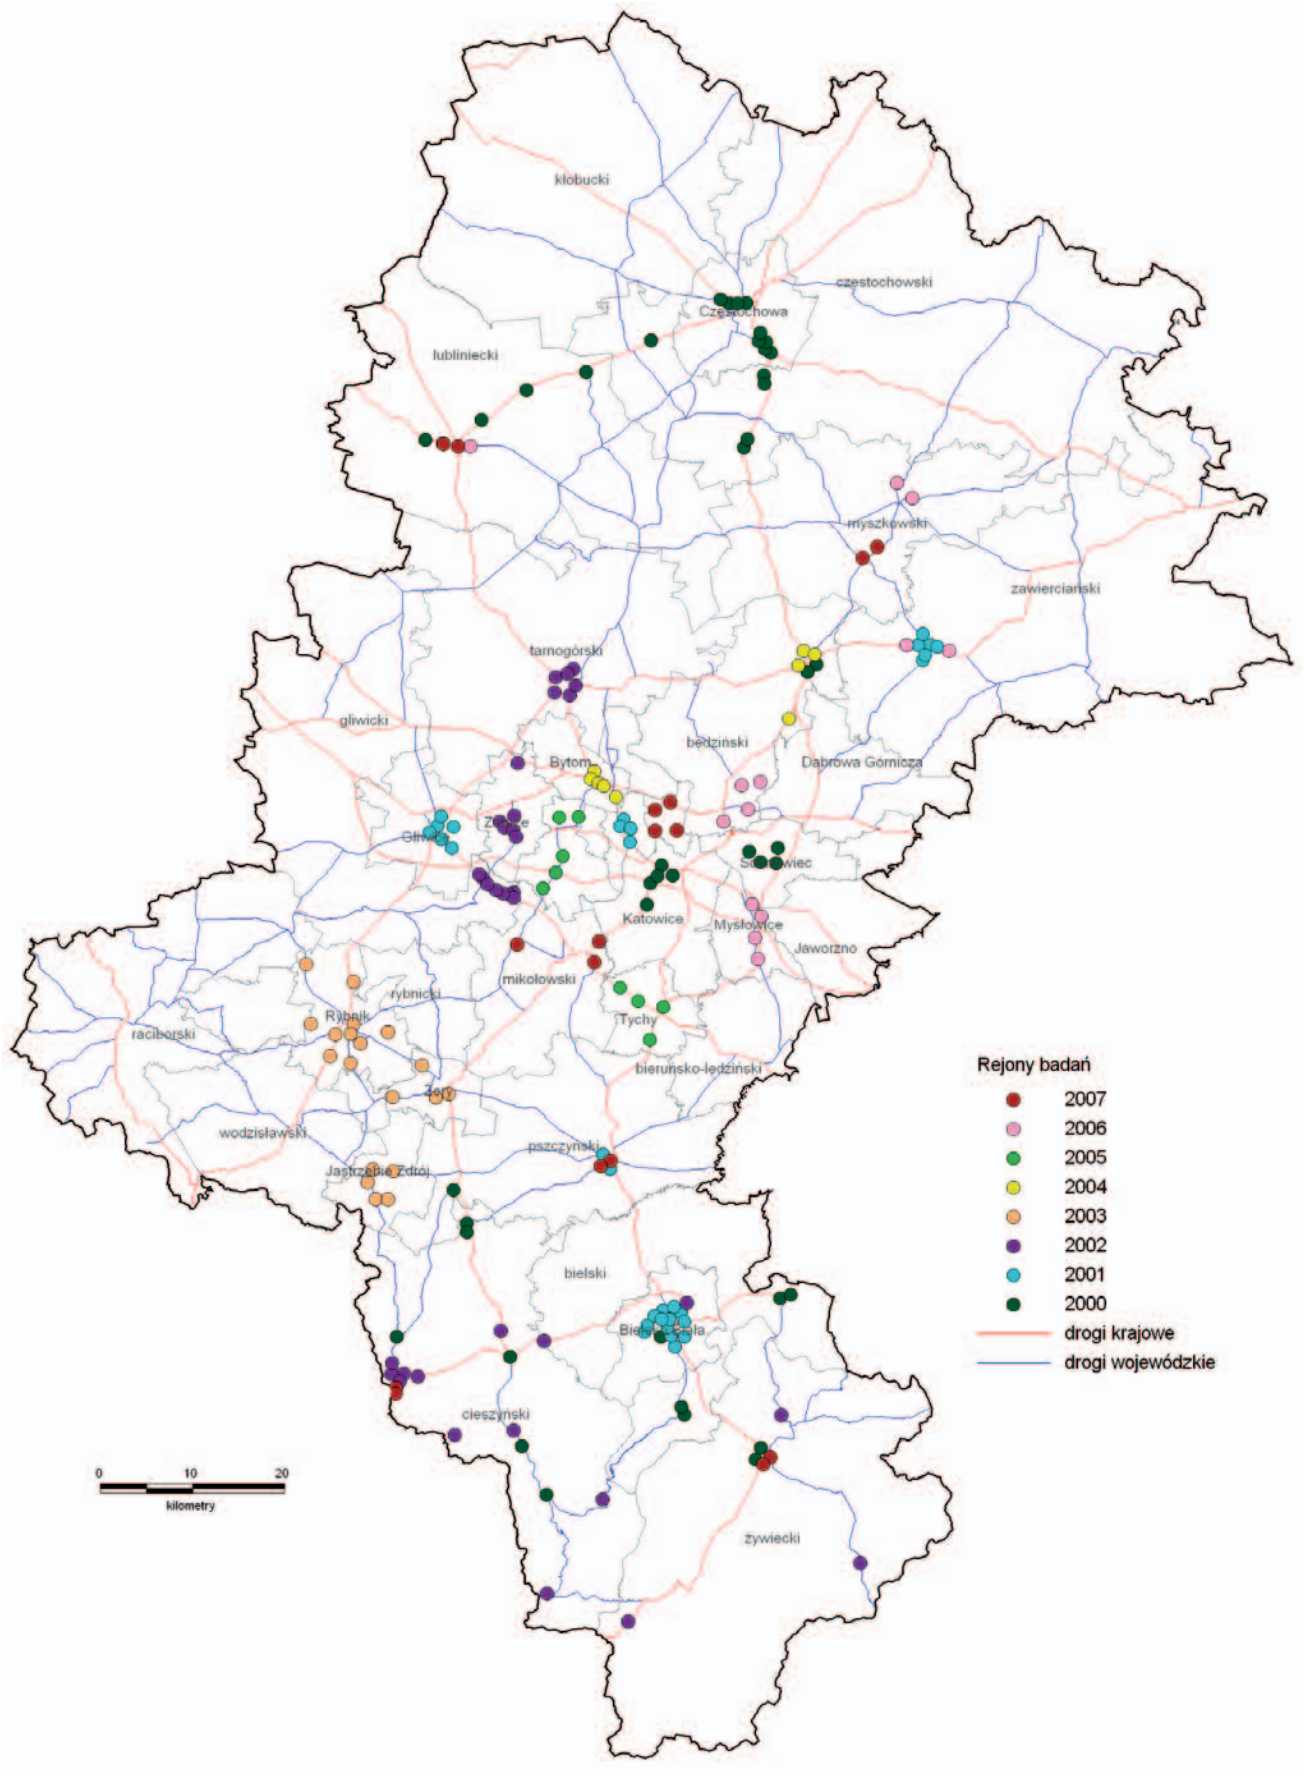 kłobucki
częstochowski
Częstochowa
lubliniecki
myszkowski
zawierciański
tarnogórski
gliwicki
będziński
Bytom
Dąbrowa Górnicza
Zabrze
Gliwice
Sosnowiec
Katowice
Mysłowice
Jaworzno
mikołowski
rybnicki
Rybnik
Tychy
raciborski
bieruńsko-lędziński
Żory
wodzisławski
pszczyński
Jastrzębie Zdrój
bielski
Bielsko-Biała
cieszyński
żywiecki
Rejony badań
2007
2006
2005
2004
2003
2002
2001
2000
drogi krajowe
drogi wojewódzkie
0 10 20
kilometry